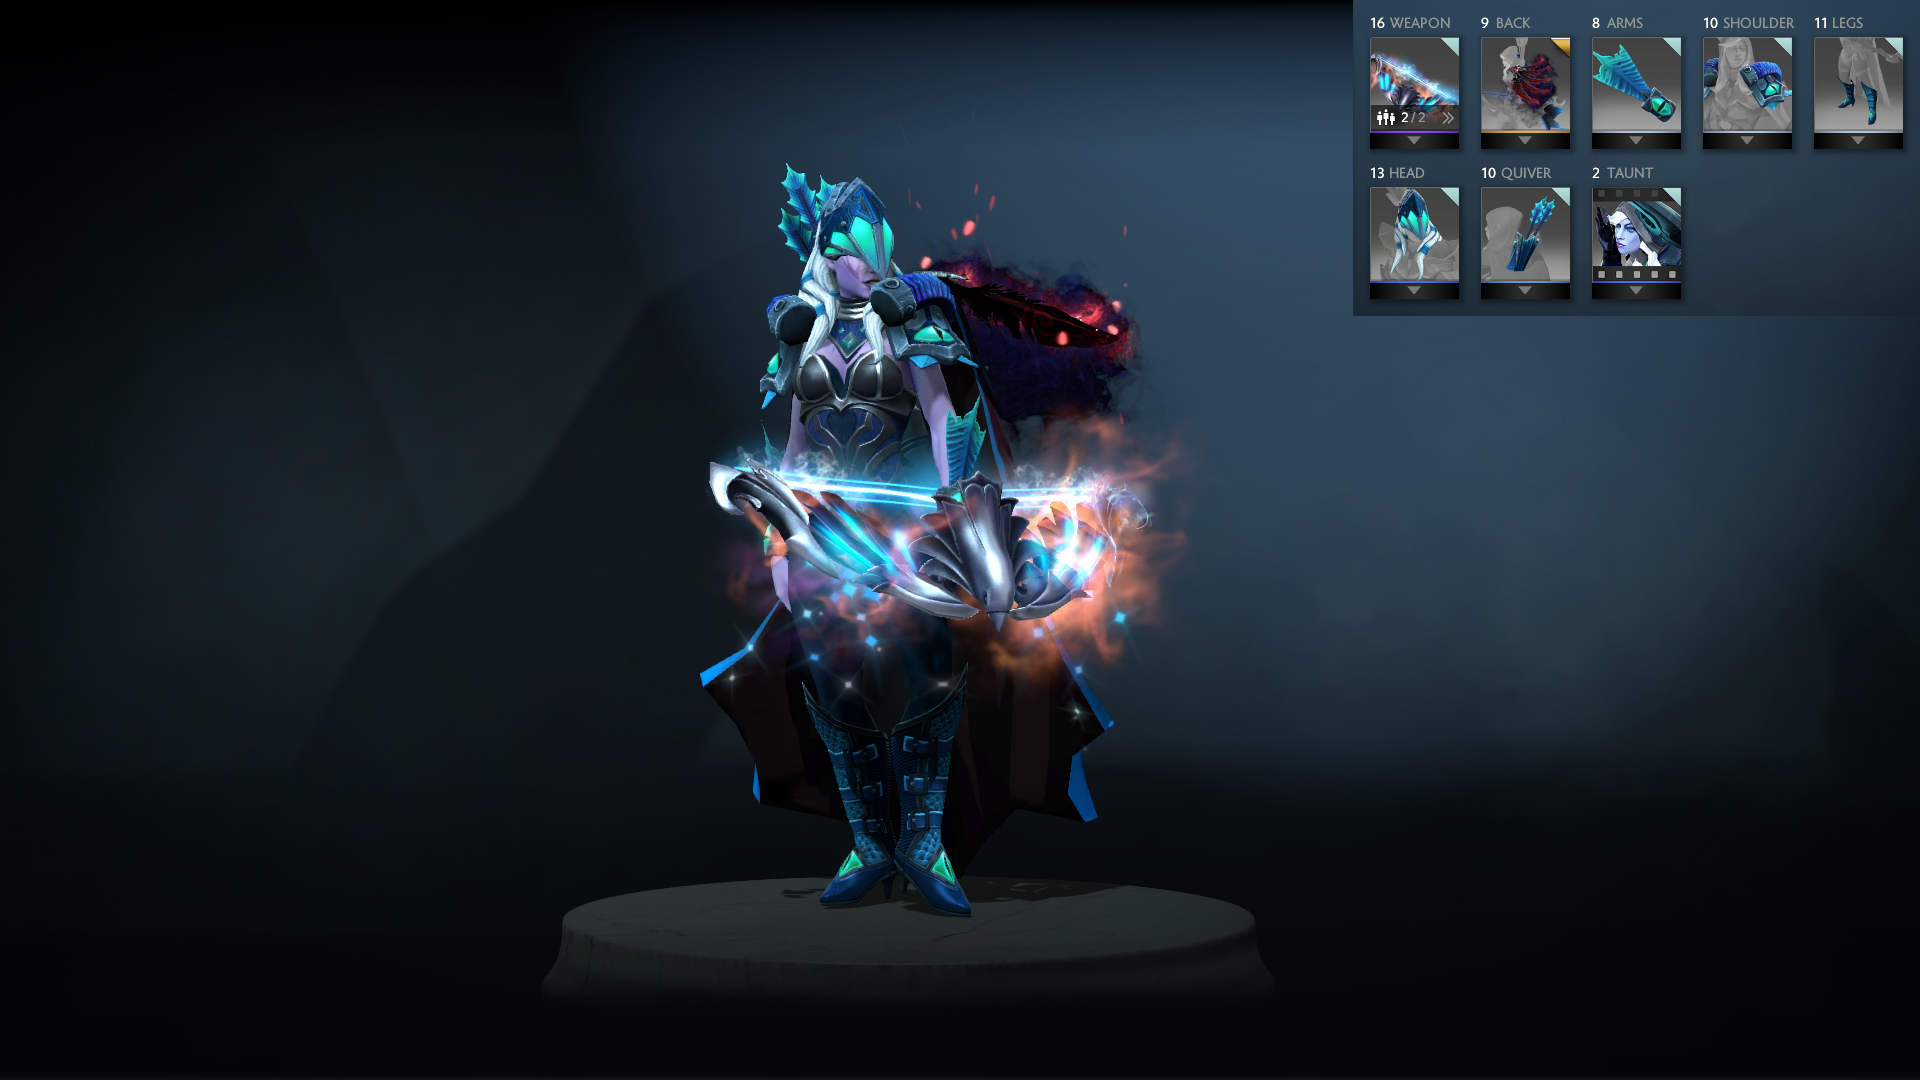 16 WEAPON 9 BACK 8 ARMS 10 SHOULDER 11 LEGS
2/2
13 HEAD 10 QUIVER 2 TAUNT